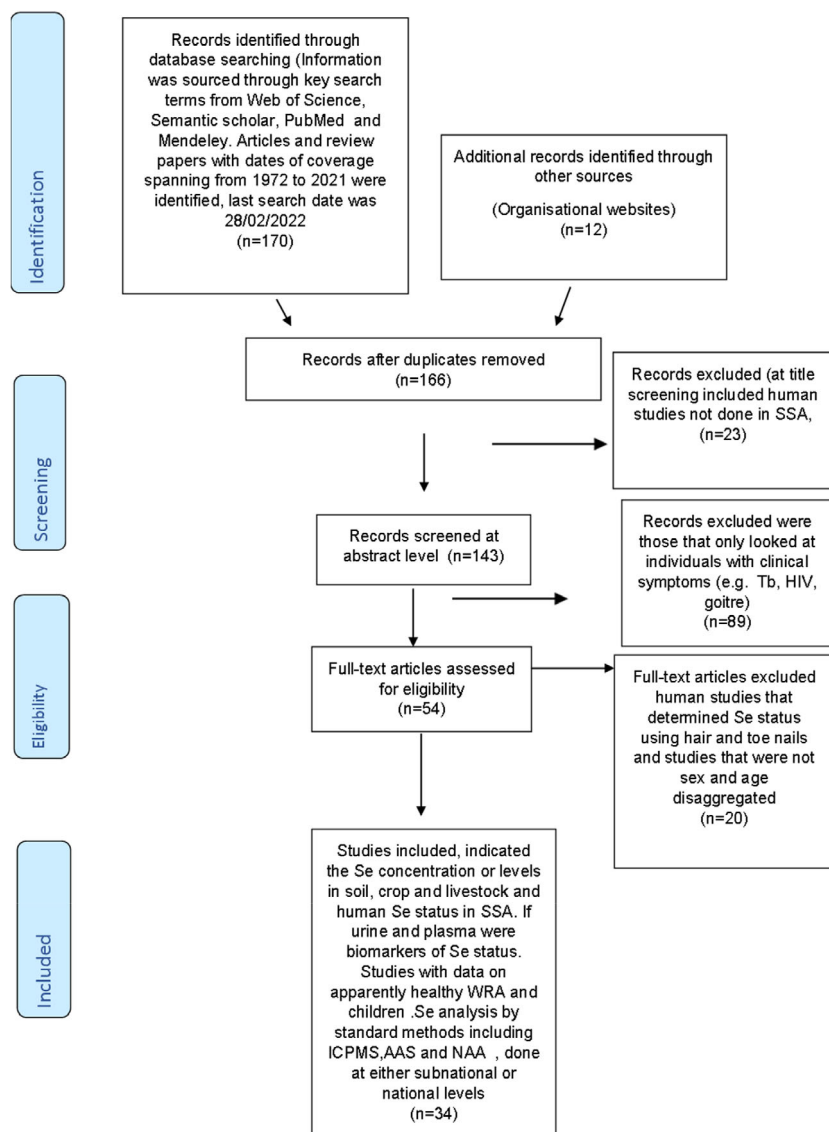 Identification
Records identified through
database searching (Information
was sourced through key search
terms from Web of Science,
Semantic scholar, PubMed and
Mendeley. Articles and review
papers with dates of coverage
spanning from 1972 to 2021 were
identified, last search date was
28/02/2022
(n=170)
Additional records identified through
other sources
(Organisational websites)
(n=12)
Records after duplicates removed
(n=166)
Screening
Records excluded (at title
screening included human
studies not done in SSA,
(n=23)
Records screened at
abstract level (n=143)
Records excluded were
those that only looked at
individuals with clinical
symptoms (e.g. Tb, HIV,
goitre)
(n=89)
Eligibility
Full-text articles assessed
for eligibility
(n=54)
Full-text articles excluded
human studies that
determined Se status
using hair and toe nails
and studies that were not
sex and age
disaggregated
(n=20)
Included
Studies included, indicated
the Se concentration or levels
in soil, crop and livestock and
human Se status in SSA. If
urine and plasma were
biomarkers of Se status.
Studies with data on
apparently healthy WRA and
children .Se analysis by
standard methods including
ICPMS,AAS and NAA , done
at either subnational or
national levels
(n=34)